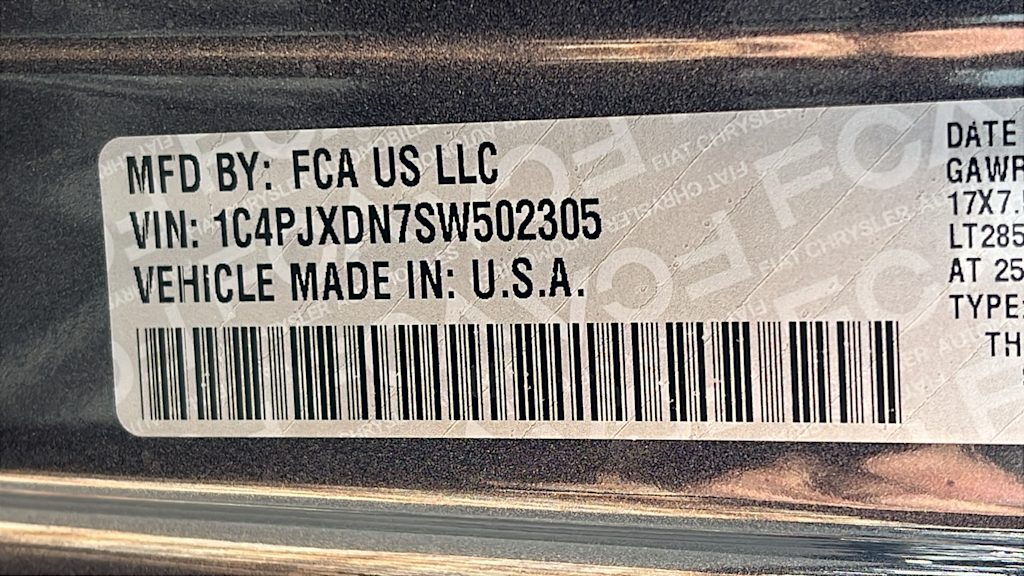 MFD BY: FCA US LLC
VIN: 1C4PJXDN7SW502305
VEHICLE MADE IN: U.S.A.
DATE
GAWR
17X7.
LT285
AT 25
TYPE:
TH